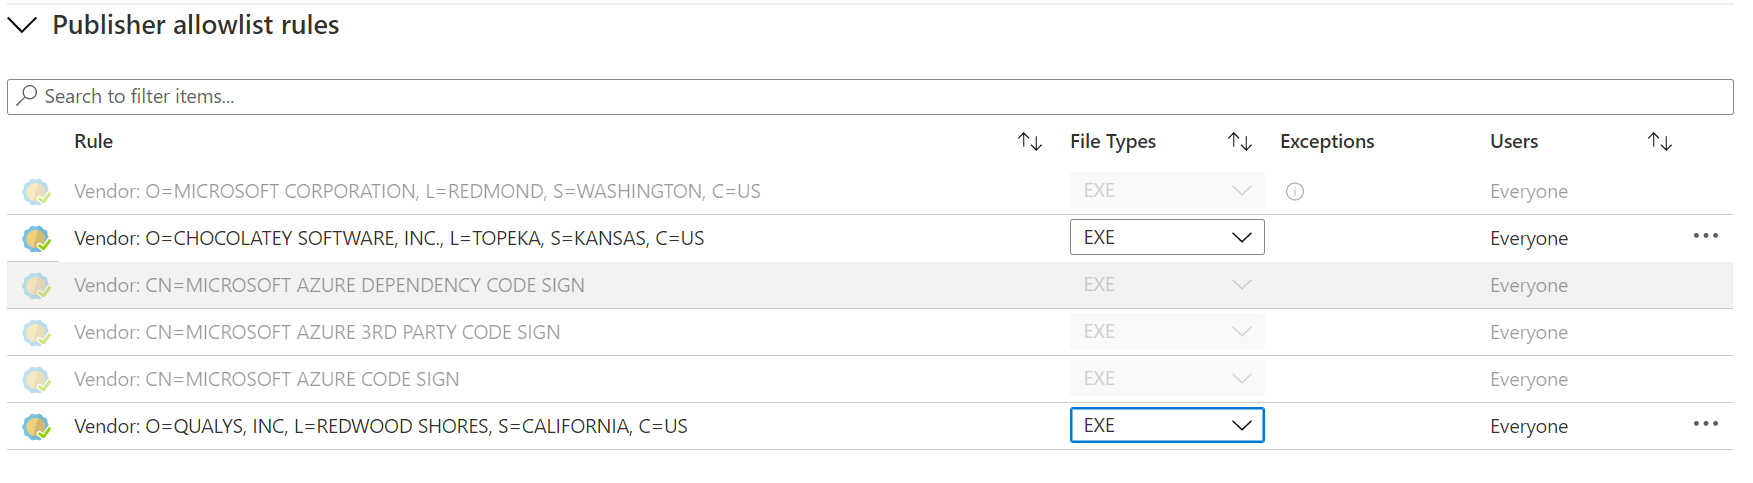 Publisher allowlist rules
Search to filter items...
Rule File Types Exceptions Users
Vendor: O=MICROSOFT CORPORATION, L=REDMOND, S=WASHINGTON, C=US EXE Everyone
Vendor: O=CHOCOLATEY SOFTWARE, INC., L=TOPEKA, S=KANSAS, C=US EXE Everyone
Vendor: CN=MICROSOFT AZURE DEPENDENCY CODE SIGN EXE Everyone
Vendor: CN=MICROSOFT AZURE 3RD PARTY CODE SIGN EXE Everyone
Vendor: CN=MICROSOFT AZURE CODE SIGN EXE Everyone
Vendor: O=QUALYS, INC, L=REDWOOD SHORES, S=CALIFORNIA, C=US EXE Everyone